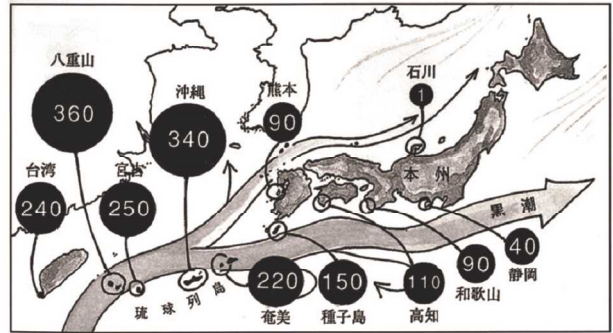 八重山
360
沖縄
340
熊本
90
石川
1
台湾
240
宮古
250
本州
黒潮
琉球列島
220
奄美
150
種子島
110
高知
90
和歌山
40
静岡